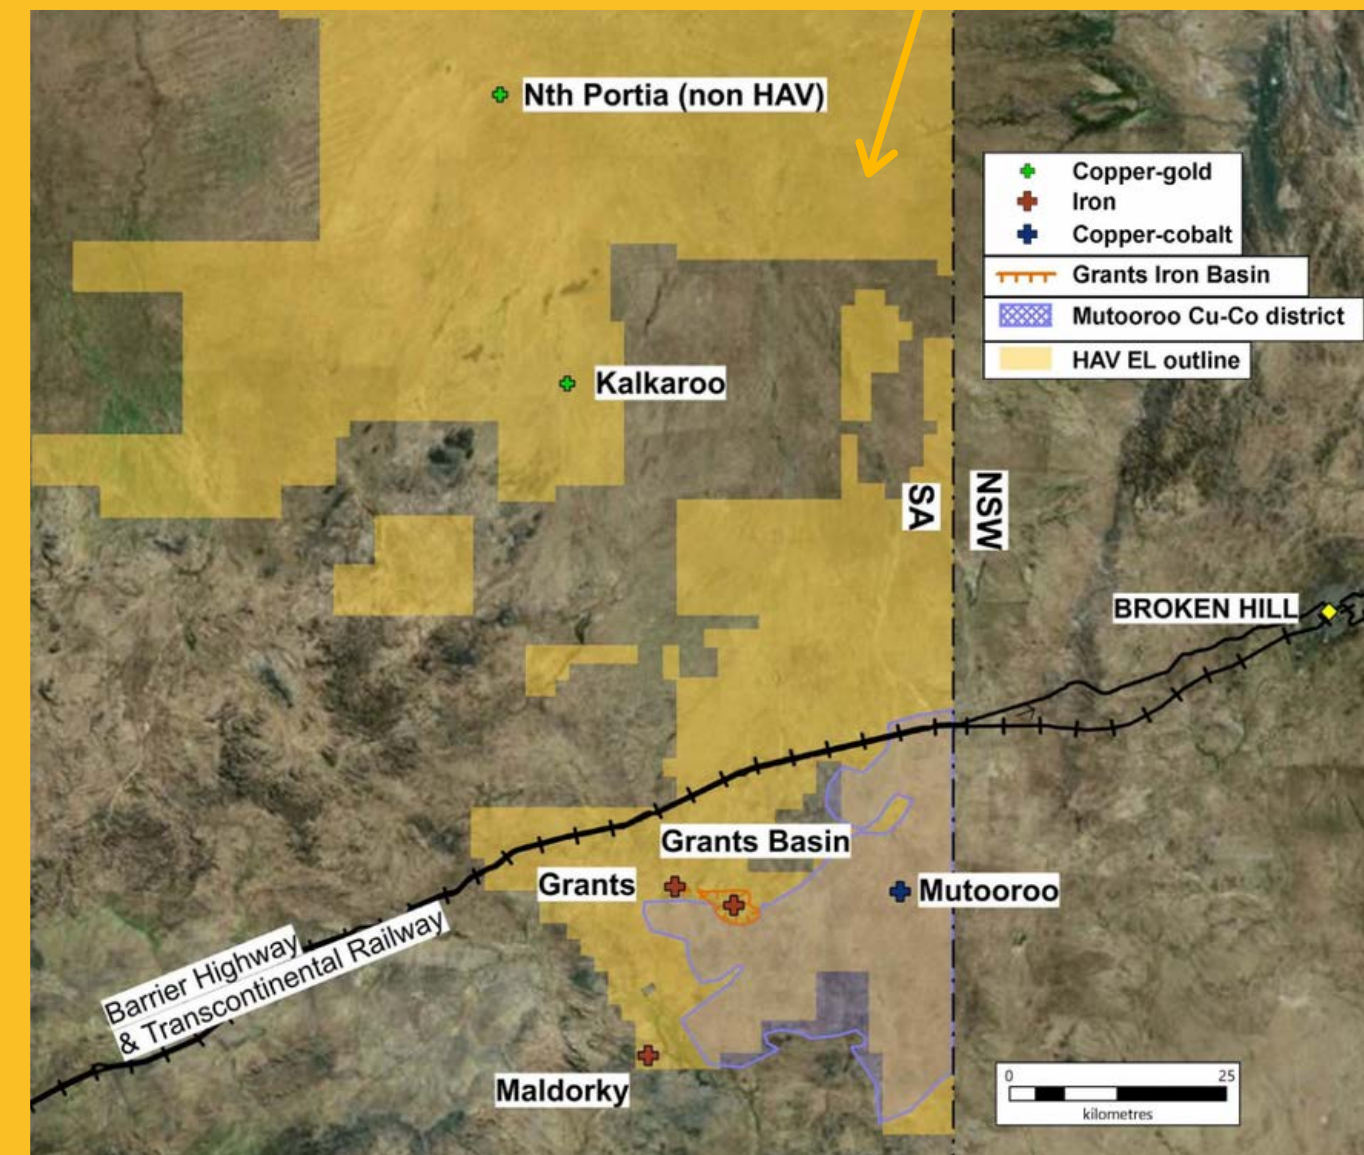 Nth Portia (non HAV)
Copper-gold
Iron
Copper-cobalt
Grants Iron Basin
Mutooroo Cu-Co district
HAV EL outline
Kalkaroo
SA
NSW
BROKEN HILL
Grants Basin
Grants
Mutooroo
Barrier Highway
& Transcontinental Railway
Maldorky
0 25
kilometres